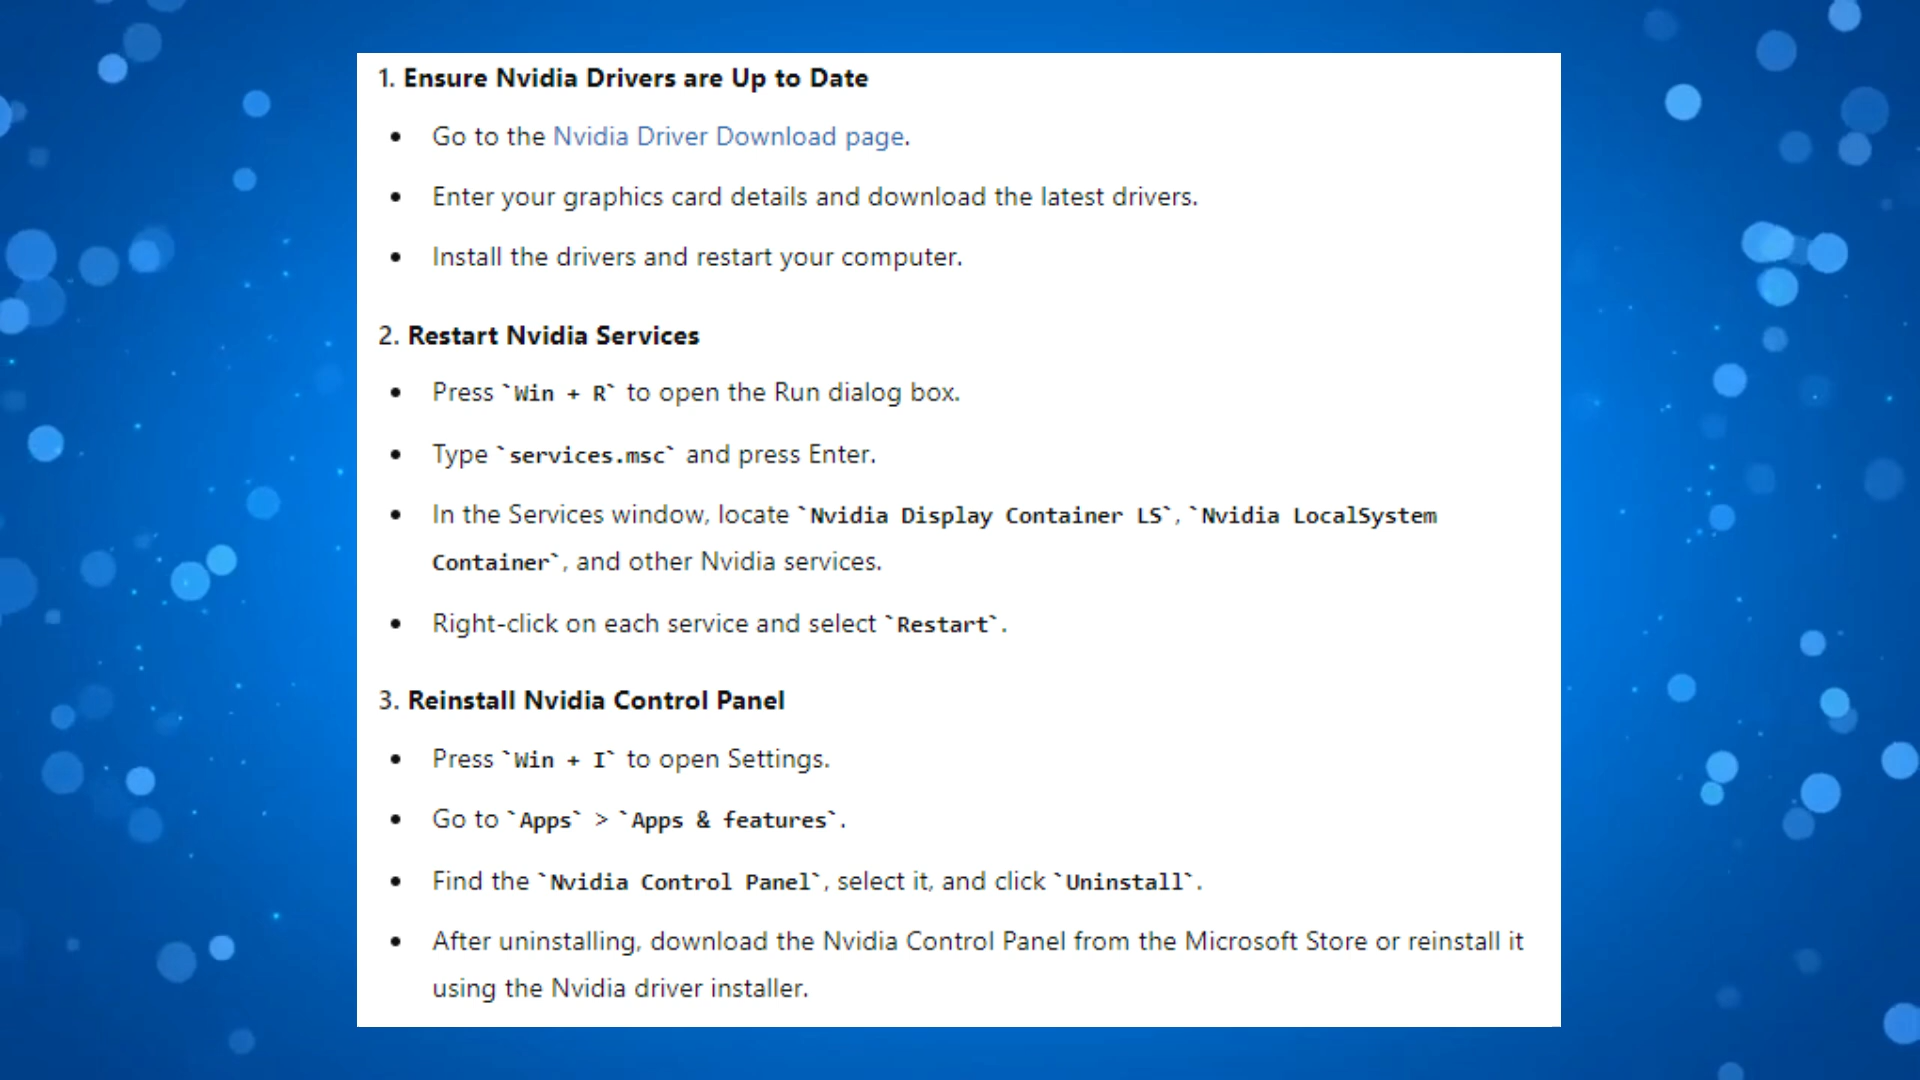 1. Ensure Nvidia Drivers are Up to Date
• Go to the Nvidia Driver Download page.
• Enter your graphics card details and download the latest drivers.
• Install the drivers and restart your computer.
2. Restart Nvidia Services
• Press `Win + R` to open the Run dialog box.
• Type `services.msc` and press Enter.
• In the Services window, locate `Nvidia Display Container LS`, `Nvidia LocalSystem
Container`, and other Nvidia services.
• Right-click on each service and select `Restart`.
3. Reinstall Nvidia Control Panel
• Press `Win + I` to open Settings.
• Go to `Apps` > `Apps & features`.
• Find the `Nvidia Control Panel`, select it, and click `Uninstall`.
• After uninstalling, download the Nvidia Control Panel from the Microsoft Store or reinstall it
using the Nvidia driver installer.